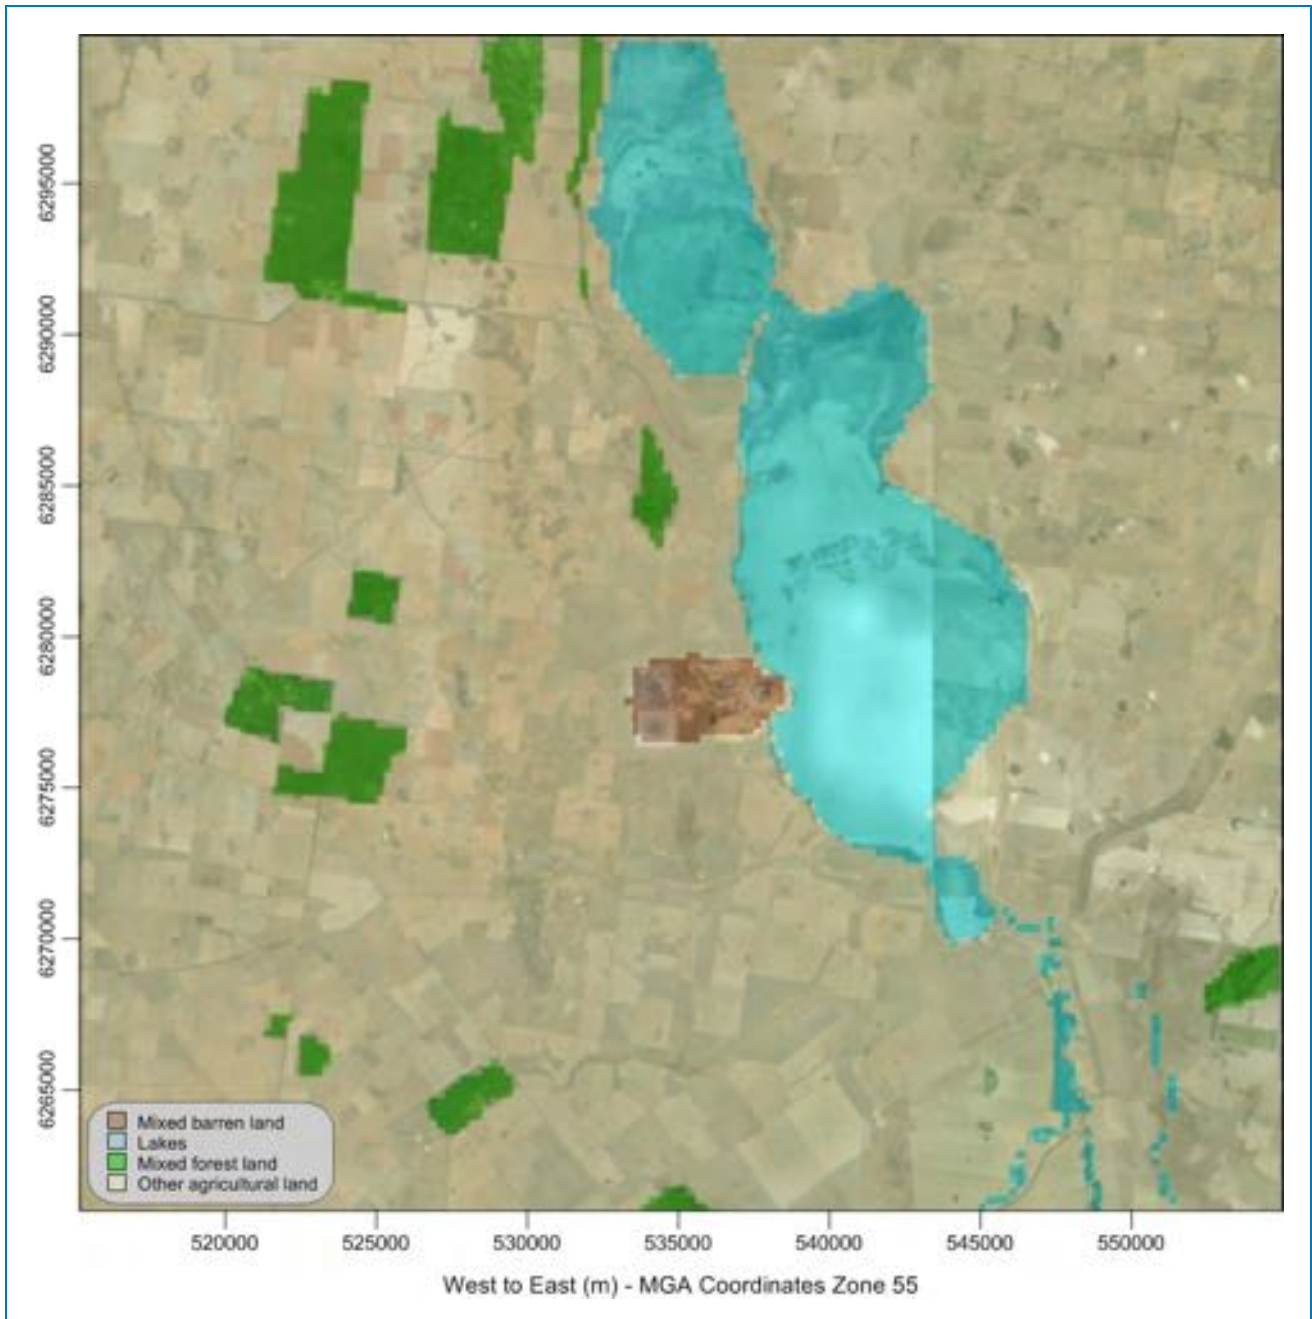 6295000
6290000
6285000
6280000
6275000
6270000
6265000
Mixed barren land
Lakes
Mixed forest land
Other agricultural land
520000 525000 530000 535000 540000 545000 550000
West to East (m) - MGA Coordinates Zone 55